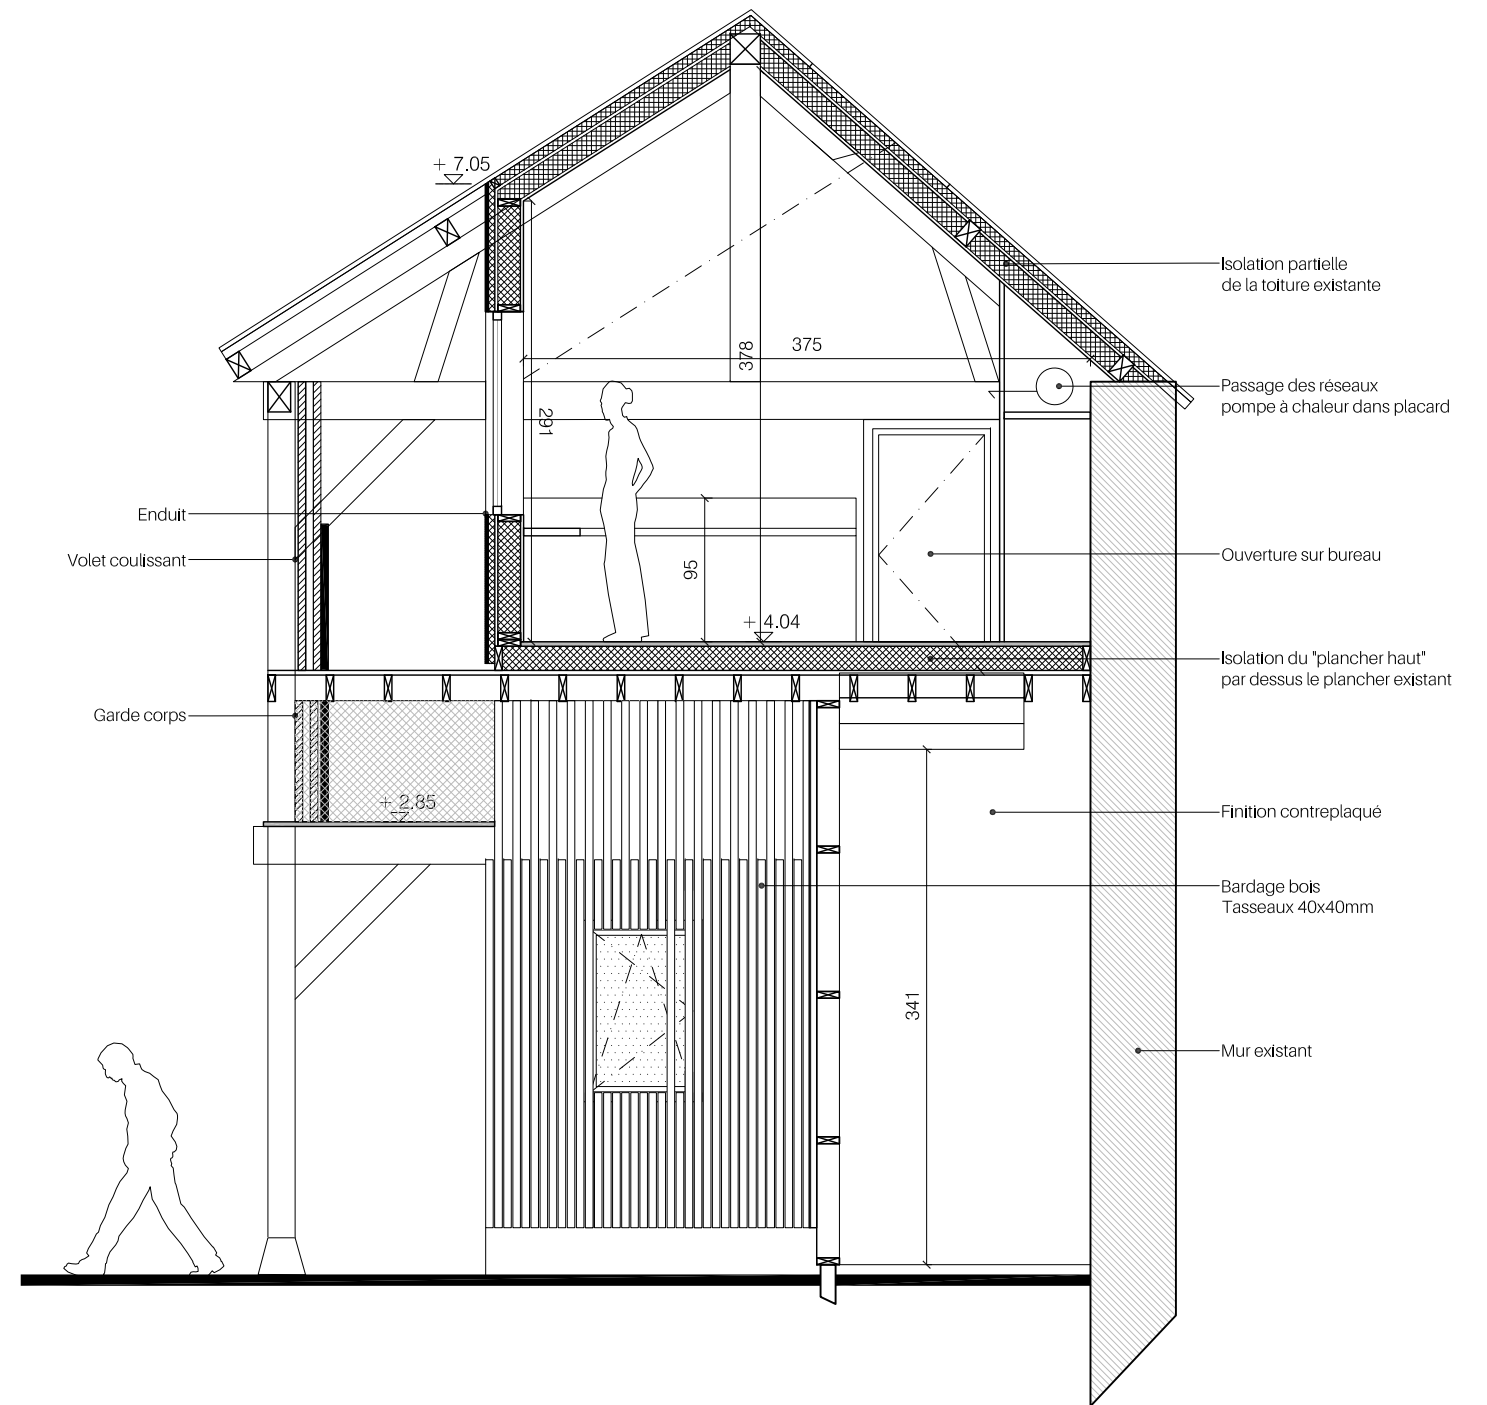 + 7.05
Isolation partielle
de la toiture existante
375
378
Passage des réseaux
pompe à chaleur dans placard
291
Enduit
Volet coulissant
Ouverture sur bureau
95
+ 4.04
Isolation du "plancher haut"
par dessus le plancher existant
Garde corps
+ 2.85
Finition contreplaqué
Bardage bois
Tasseaux 40x40mm
341
Mur existant